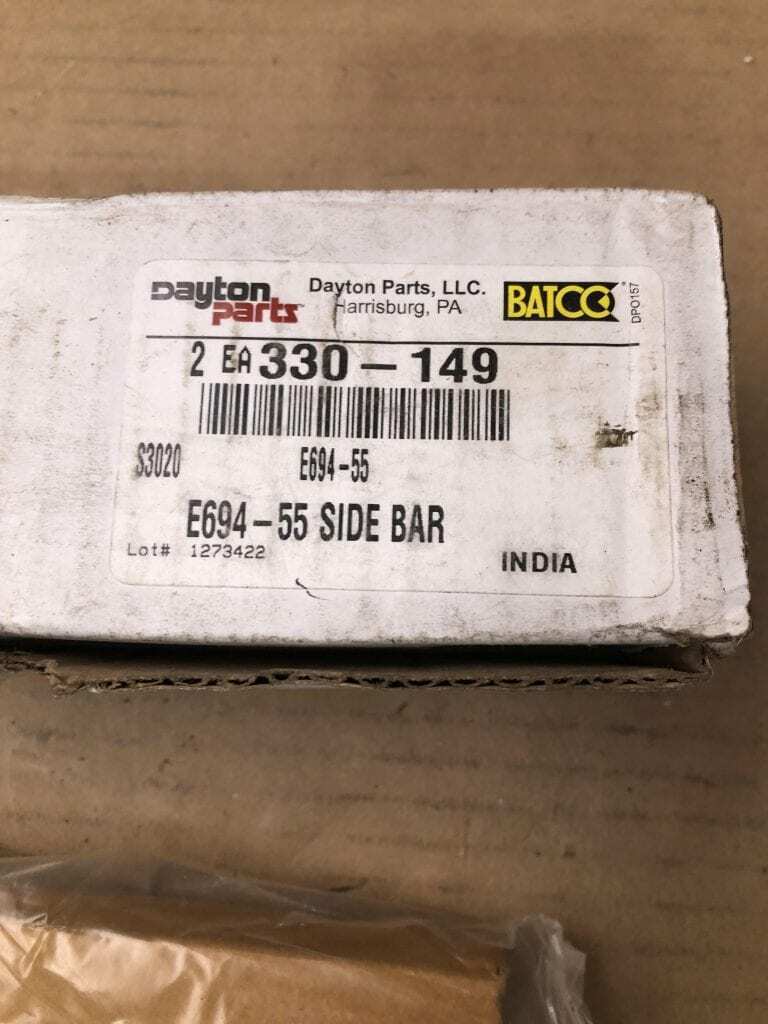 Dayton Parts
Dayton Parts, LLC.
Harrisburg, PA
BATCO
DPO157
2 EA 330-149
S3020 E694-55
E694-55 SIDE BAR
Lot# 1273422
INDIA